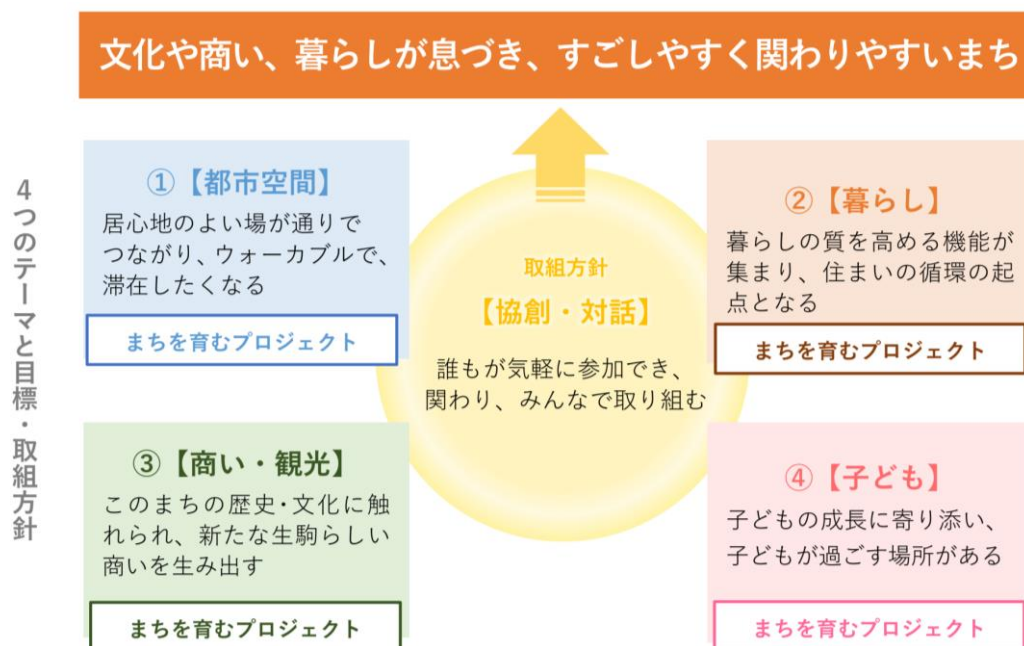 文化や商い、暮らしが息づき、すごしやすく関わりやすいまち
4つのテーマと目標・取組方針
①【都市空間】
居心地のよい場が通りで
つながり、ウォーカブルで、
滞在したくなる
まちを育むプロジェクト
取組方針
【協創・対話】
誰もが気軽に参加でき、
関わり、みんなで取り組む
②【暮らし】
暮らしの質を高める機能が
集まり、住まいの循環の起
点となる
まちを育むプロジェクト
③【商い・観光】
このまちの歴史・文化に触
れられ、新たな生駒らしい
商いを生み出す
まちを育むプロジェクト
④【子ども】
子どもの成長に寄り添い、
子どもが過ごす場所がある
まちを育むプロジェクト